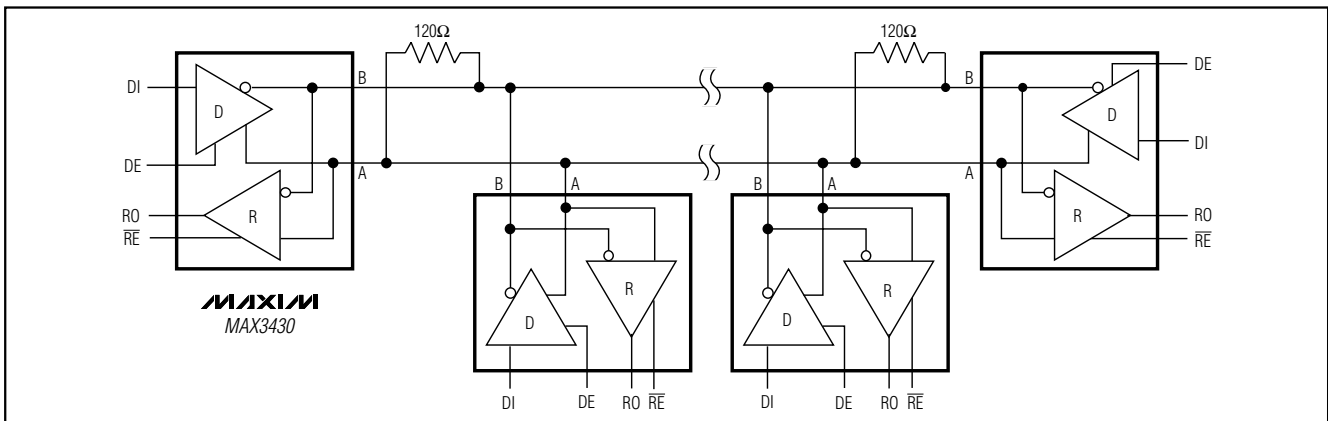 120Ω 120Ω
B B
DI DE
D D
DE DI
A A
B A B A
RO R R RO
RE RE
R R
D D
MAXIM
MAX3430
DI DE RO RE DI DE RO RE